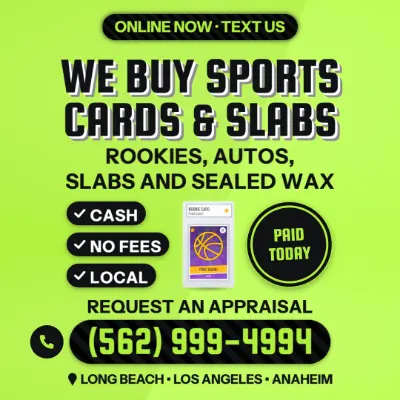 ONLINE NOW • TEXT US
WE BUY SPORTS
CARDS & SLABS
ROOKIES, AUTOS,
SLABS AND SEALED WAX
✓ CASH
✓ NO FEES
✓ LOCAL
ROOKIE CARD
PAID
TODAY
REQUEST AN APPRAISAL
(562) 999-4994
LONG BEACH • LOS ANGELES • ANAHEIM